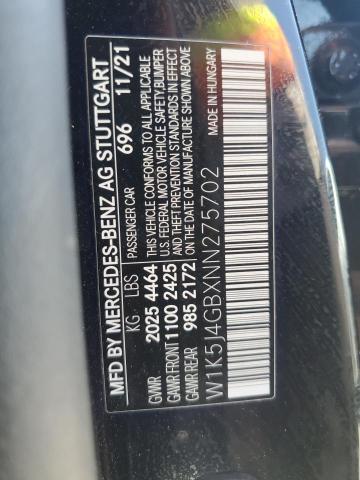 MFD BY MERCEDES-BENZ AG STUTTGART
696 11/21
PASSENGER CAR
KG LBS
GVWR 2025 4464
GAWR FRONT 1100 2425
GAWR REAR 985 2172
THIS VEHICLE CONFORMS TO ALL APPLICABLE
U.S. FEDERAL MOTOR VEHICLE SAFETY, BUMPER,
AND THEFT PREVENTION STANDARDS IN EFFECT
ON THE DATE OF MANUFACTURE SHOWN ABOVE
W1K5J4GBXNN275702
MADE IN HUNGARY